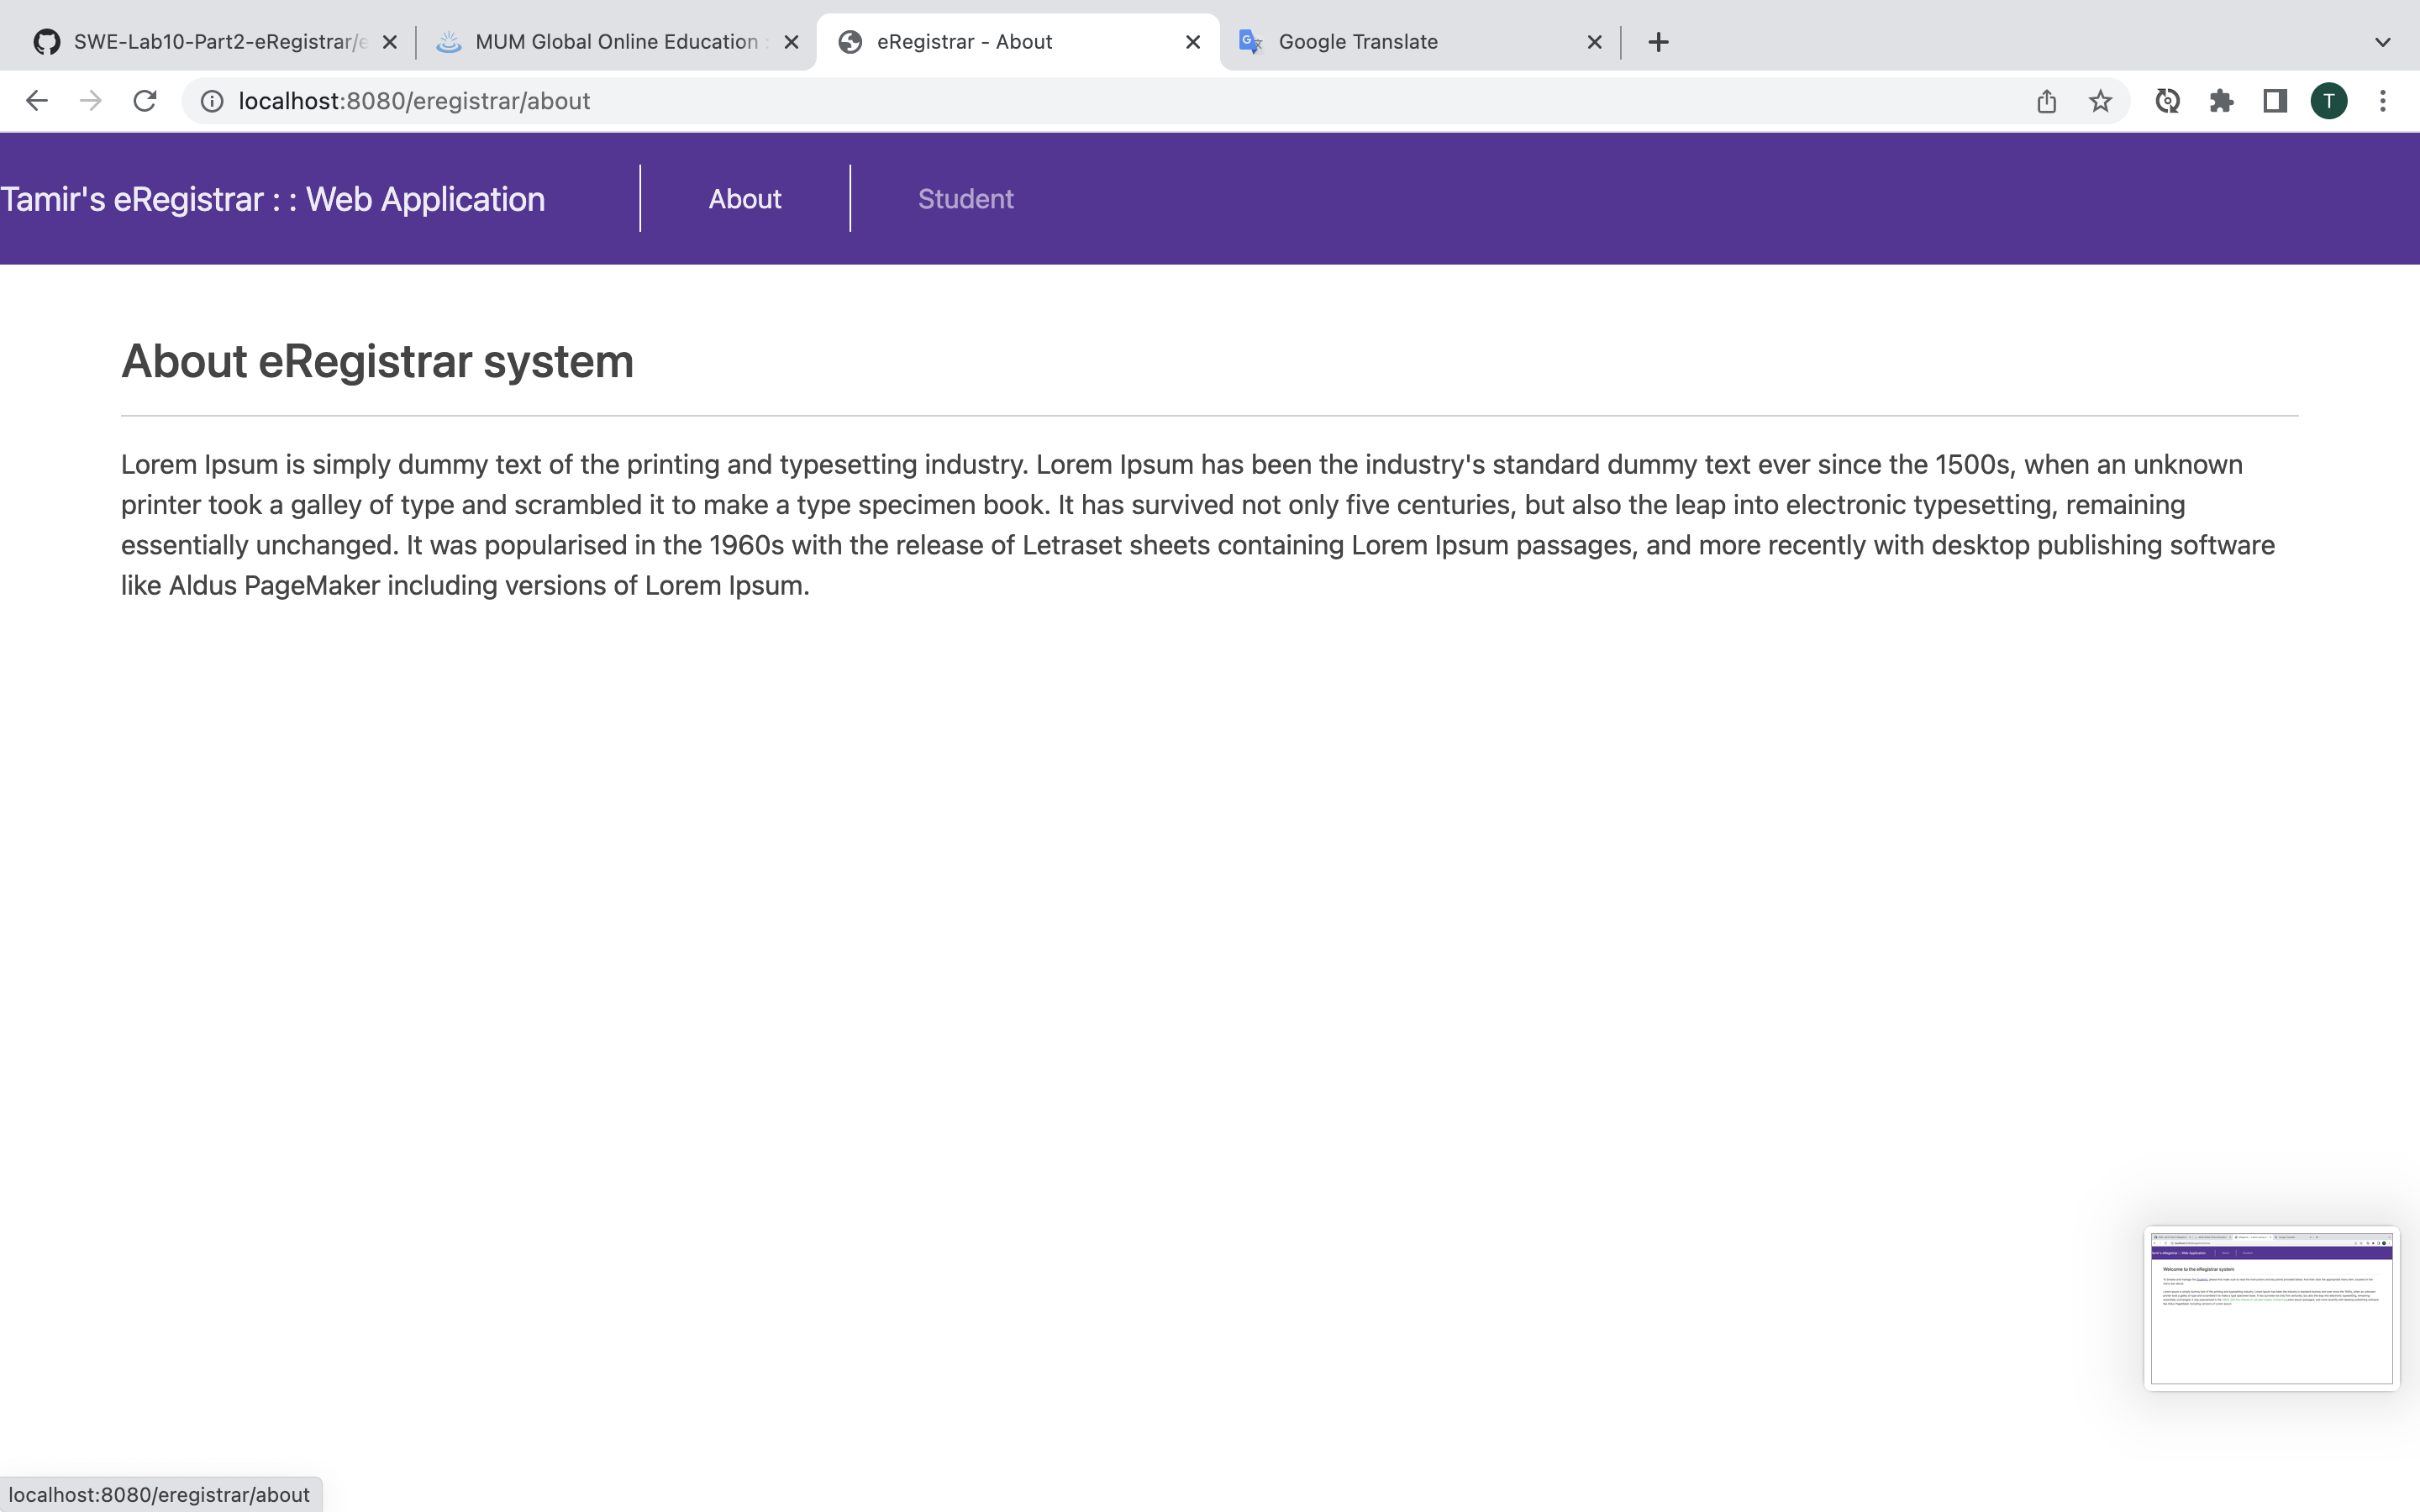 SWE-Lab10-Part2-eRegistrar/e
MUM Global Online Education :
eRegistrar - About
Google Translate
localhost:8080/eregistrar/about
T
Tamir's eRegistrar : : Web Application
About
Student
About eRegistrar system
Lorem Ipsum is simply dummy text of the printing and typesetting industry. Lorem Ipsum has been the industry's standard dummy text ever since the 1500s, when an unknown
printer took a galley of type and scrambled it to make a type specimen book. It has survived not only five centuries, but also the leap into electronic typesetting, remaining
essentially unchanged. It was popularised in the 1960s with the release of Letraset sheets containing Lorem Ipsum passages, and more recently with desktop publishing software
like Aldus PageMaker including versions of Lorem Ipsum.
Welcome to the eRegistrar system
localhost:8080/eregistrar/about